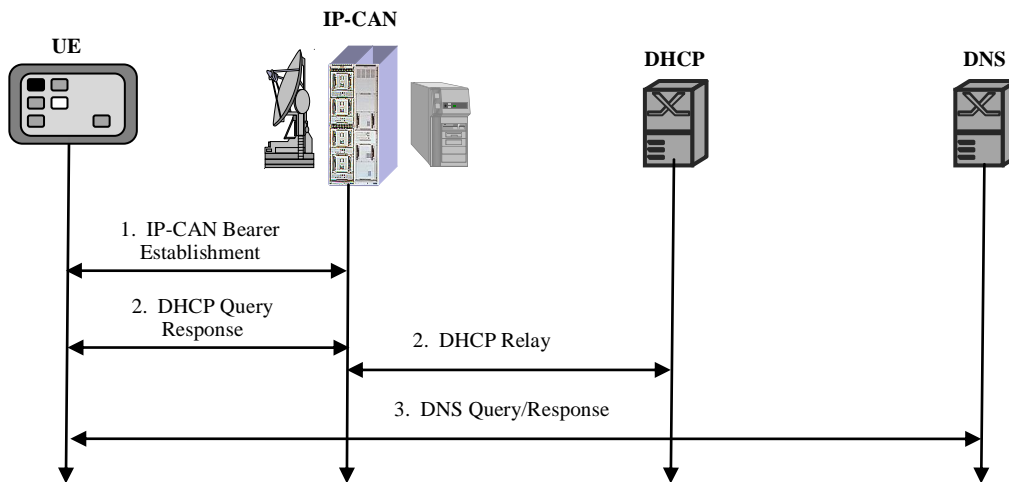 IP-CAN
UE
DHCP
DNS
1. IP-CAN Bearer
Establishment
2. DHCP Query
Response
2. DHCP Relay
3. DNS Query/Response